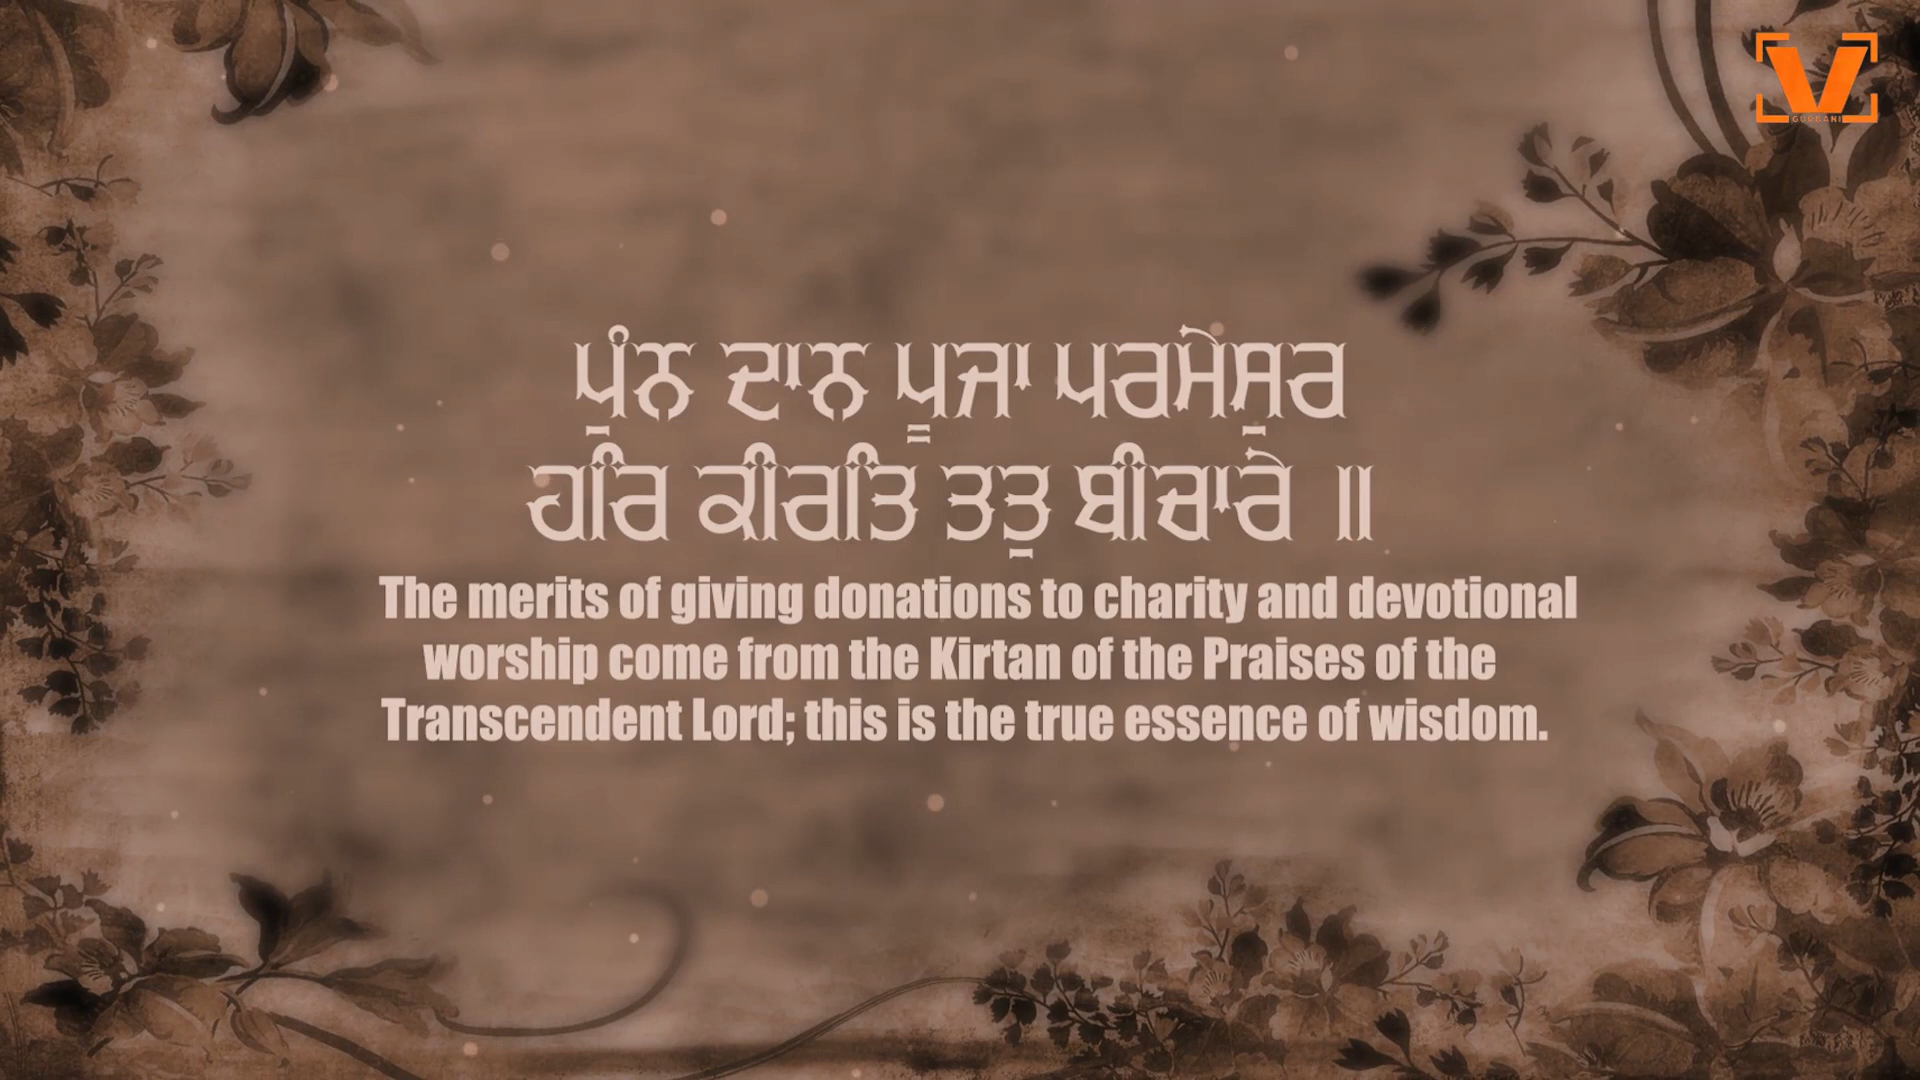 GURBANI
ਪੁੰਨ ਦਾਨ ਪੂਜਾ ਪਰਮੇਸੁਰ
ਹਰਿ ਕੀਰਤਿ ਤਤੁ ਬੀਚਾਰੇ ॥
The merits of giving donations to charity and devotional
worship come from the Kirtan of the Praises of the
Transcendent Lord; this is the true essence of wisdom.